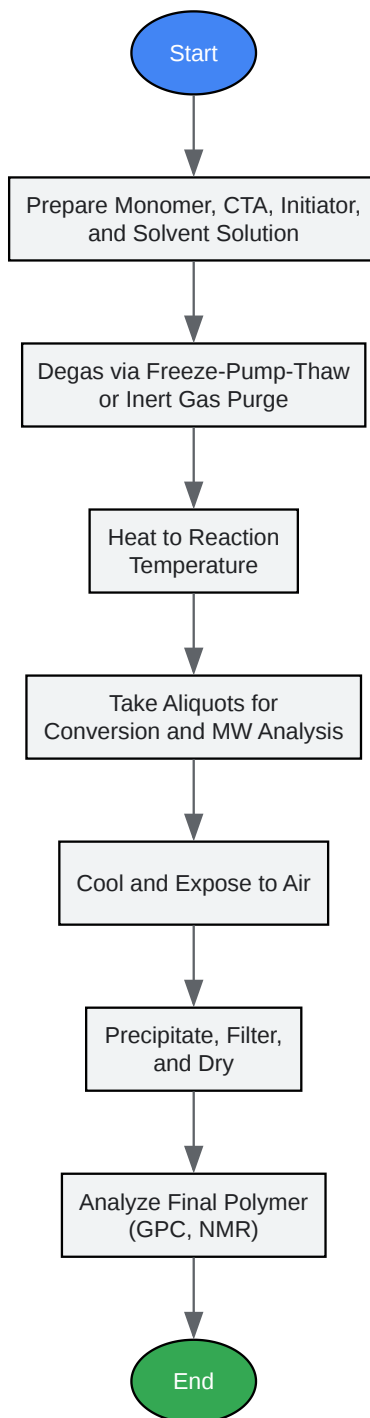 Start
Prepare Monomer, CTA, Initiator,
and Solvent Solution
Degas via Freeze-Pump-Thaw
or Inert Gas Purge
Heat to Reaction
Temperature
Take Aliquots for
Conversion and MW Analysis
Cool and Expose to Air
Precipitate, Filter,
and Dry
Analyze Final Polymer
(GPC, NMR)
End